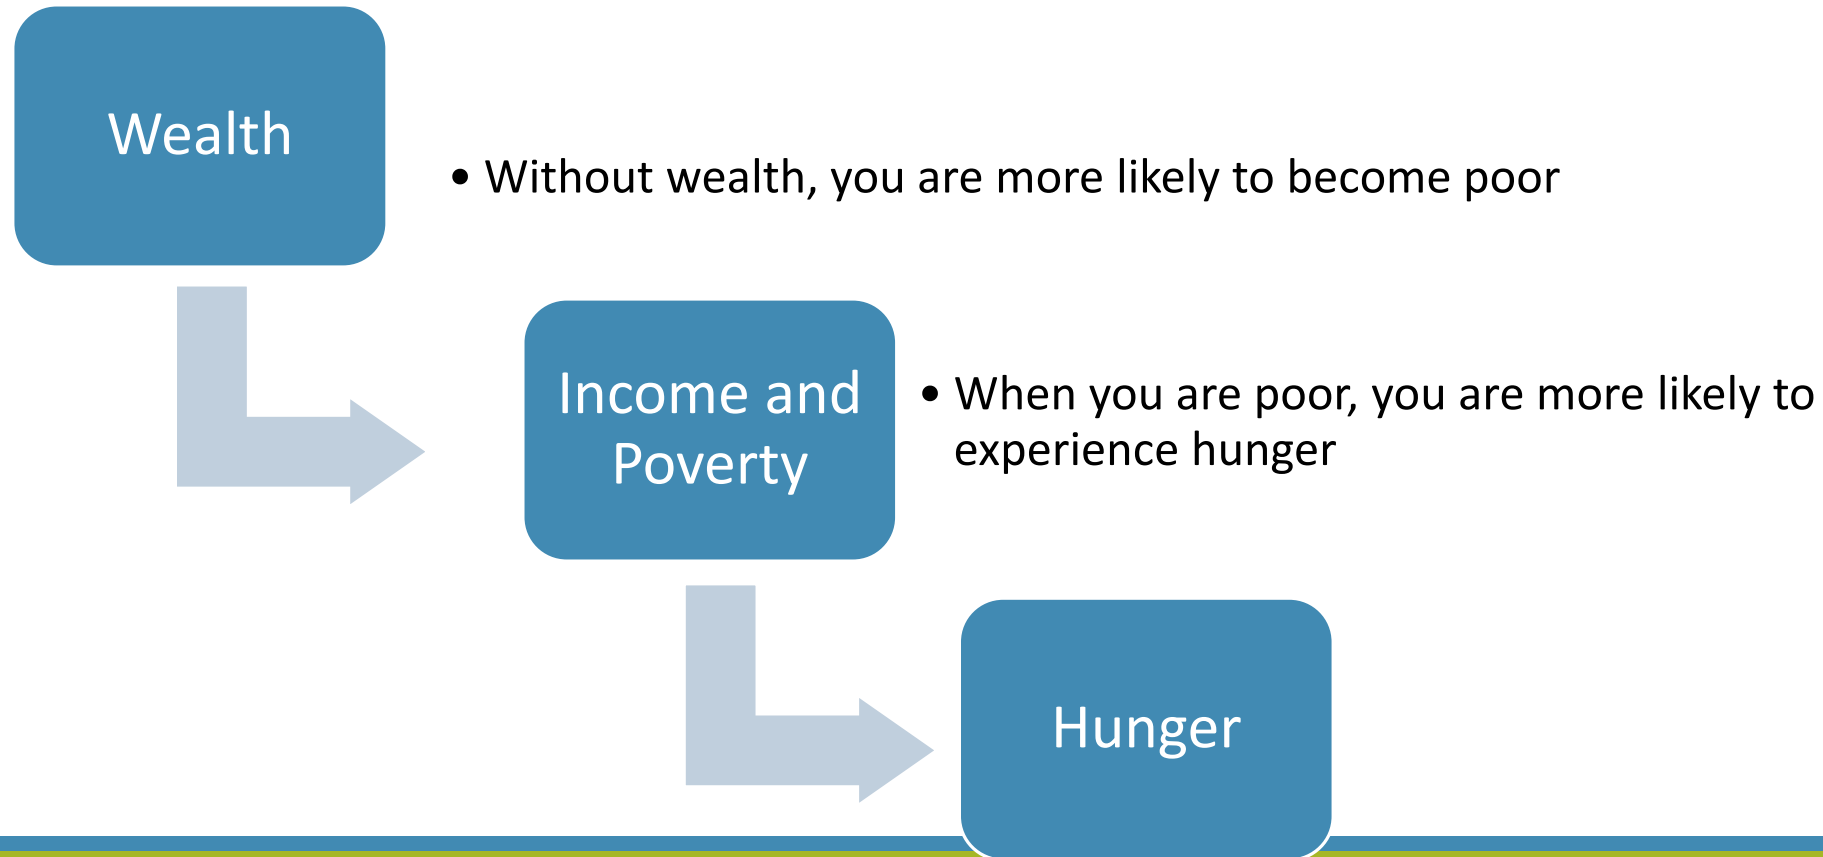 Wealth
• Without wealth, you are more likely to become poor
Income and
Poverty
• When you are poor, you are more likely to
experience hunger
Hunger